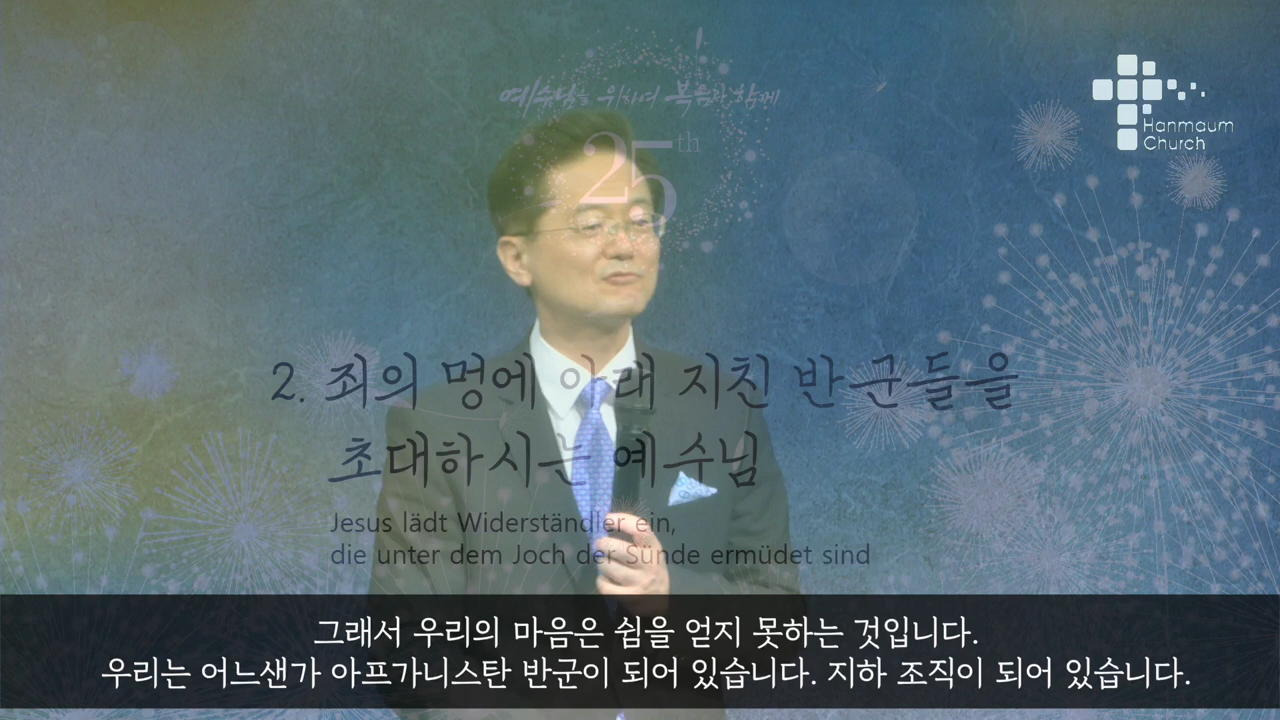 예수님을 위하여 복음과 함께
25th
Hanmaum
Church
2. 죄의 멍에 아래 지친 반군들을
초대하시는 예수님
Jesus lädt Widerständler ein,
die unter dem Joch der Sünde ermüdet sind
그래서 우리의 마음은 쉼을 얻지 못하는 것입니다.
우리는 어느샌가 아프가니스탄 반군이 되어 있습니다. 지하 조직이 되어 있습니다.